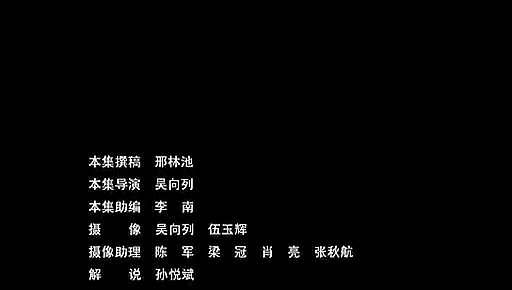 本集撰稿 邢林池
本集导演 吴向列
本集助编 李 南
摄 像 吴向列 伍玉辉
摄像助理 陈 军 梁 冠 肖 亮 张秋航
解 说 孙悦斌